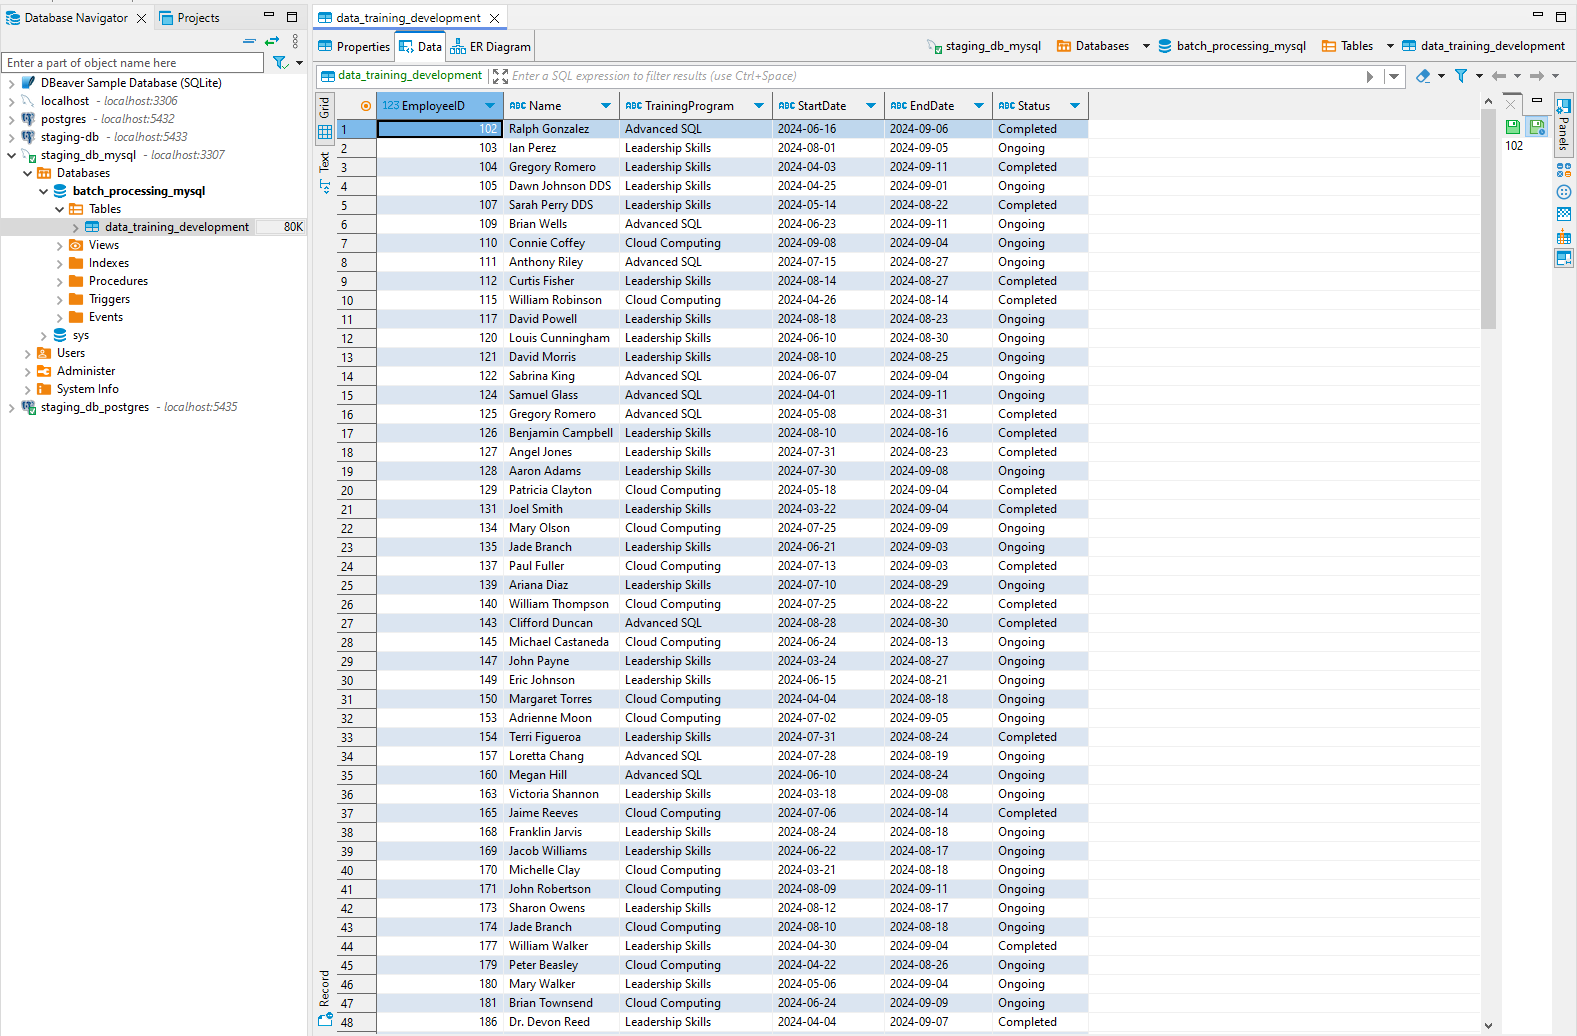 Database Navigator
Projects
Enter a part of object name here
DBeaver Sample Database (SQLite)
localhost - localhost:3306
postgres - localhost:5432
staging-db - localhost:5433
staging_db_mysql - localhost:3307
Databases
batch_processing_mysql
Tables
data_training_development 80K
Views
Indexes
Procedures
Triggers
Events
sys
Users
Administer
System Info
staging_db_postgres - localhost:5435
data_training_development
Properties Data ER Diagram
staging_db_mysql Databases batch_processing_mysql Tables data_training_development
data_training_development Enter a SQL expression to filter results (use Ctrl+Space)
Grid
Text
Record
123 EmployeeID ABC Name ABC TrainingProgram ABC StartDate ABC EndDate ABC Status
1 102 Ralph Gonzalez Advanced SQL 2024-06-16 2024-09-06 Completed
2 103 Ian Perez Leadership Skills 2024-08-01 2024-09-05 Ongoing
3 104 Gregory Romero Leadership Skills 2024-04-03 2024-09-11 Completed
4 105 Dawn Johnson DDS Leadership Skills 2024-04-25 2024-09-01 Ongoing
5 107 Sarah Perry DDS Leadership Skills 2024-05-14 2024-08-22 Completed
6 109 Brian Wells Advanced SQL 2024-06-23 2024-09-11 Ongoing
7 110 Connie Coffey Cloud Computing 2024-09-08 2024-09-04 Ongoing
8 111 Anthony Riley Advanced SQL 2024-07-15 2024-08-27 Ongoing
9 112 Curtis Fisher Leadership Skills 2024-08-14 2024-08-27 Completed
10 115 William Robinson Cloud Computing 2024-04-26 2024-08-14 Completed
11 117 David Powell Leadership Skills 2024-08-18 2024-08-23 Ongoing
12 120 Louis Cunningham Leadership Skills 2024-06-10 2024-08-30 Ongoing
13 121 David Morris Leadership Skills 2024-08-10 2024-08-25 Ongoing
14 122 Sabrina King Advanced SQL 2024-06-07 2024-09-04 Ongoing
15 124 Samuel Glass Advanced SQL 2024-04-01 2024-09-11 Ongoing
16 125 Gregory Romero Advanced SQL 2024-05-08 2024-08-31 Completed
17 126 Benjamin Campbell Leadership Skills 2024-08-10 2024-08-16 Completed
18 127 Angel Jones Leadership Skills 2024-07-31 2024-08-23 Completed
19 128 Aaron Adams Leadership Skills 2024-07-30 2024-09-08 Ongoing
20 129 Patricia Clayton Cloud Computing 2024-05-18 2024-09-04 Completed
21 131 Joel Smith Leadership Skills 2024-03-22 2024-09-04 Completed
22 134 Mary Olson Cloud Computing 2024-07-25 2024-09-09 Ongoing
23 135 Jade Branch Leadership Skills 2024-06-21 2024-09-03 Ongoing
24 137 Paul Fuller Cloud Computing 2024-07-13 2024-09-03 Completed
25 139 Ariana Diaz Leadership Skills 2024-07-10 2024-08-29 Ongoing
26 140 William Thompson Cloud Computing 2024-07-25 2024-08-22 Completed
27 143 Clifford Duncan Advanced SQL 2024-08-28 2024-08-30 Completed
28 145 Michael Castaneda Cloud Computing 2024-06-24 2024-08-13 Ongoing
29 147 John Payne Leadership Skills 2024-03-24 2024-08-27 Ongoing
30 149 Eric Johnson Leadership Skills 2024-06-15 2024-08-21 Ongoing
31 150 Margaret Torres Cloud Computing 2024-04-04 2024-08-18 Ongoing
32 153 Adrienne Moon Cloud Computing 2024-07-02 2024-09-05 Ongoing
33 154 Terri Figueroa Leadership Skills 2024-07-31 2024-08-24 Completed
34 157 Loretta Chang Advanced SQL 2024-07-28 2024-08-19 Ongoing
35 160 Megan Hill Advanced SQL 2024-06-10 2024-08-24 Ongoing
36 163 Victoria Shannon Leadership Skills 2024-03-18 2024-09-08 Ongoing
37 165 Jaime Reeves Cloud Computing 2024-07-06 2024-08-14 Completed
38 168 Franklin Jarvis Leadership Skills 2024-08-24 2024-08-18 Ongoing
39 169 Jacob Williams Leadership Skills 2024-06-22 2024-08-17 Ongoing
40 170 Michelle Clay Cloud Computing 2024-03-21 2024-08-18 Ongoing
41 171 John Robertson Cloud Computing 2024-08-09 2024-09-11 Ongoing
42 173 Sharon Owens Leadership Skills 2024-08-12 2024-08-17 Ongoing
43 174 Jade Branch Cloud Computing 2024-08-10 2024-08-18 Ongoing
44 177 William Walker Leadership Skills 2024-04-30 2024-09-04 Completed
45 179 Peter Beasley Cloud Computing 2024-04-22 2024-08-26 Ongoing
46 180 Mary Walker Leadership Skills 2024-05-06 2024-09-04 Ongoing
47 181 Brian Townsend Cloud Computing 2024-06-24 2024-09-09 Ongoing
48 186 Dr. Devon Reed Leadership Skills 2024-04-04 2024-09-07 Completed
102
Panels